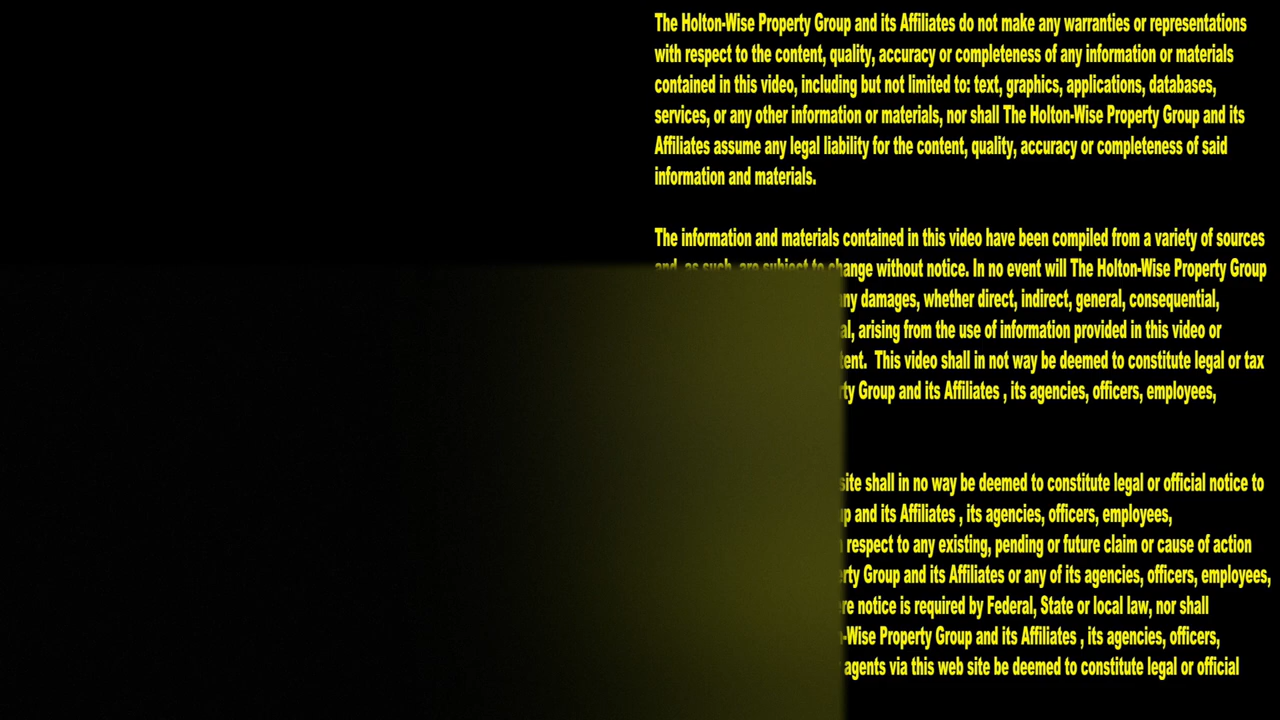 The Holton-Wise Property Group and its Affiliates do not make any warranties or representations
with respect to the content, quality, accuracy or completeness of any information or materials
contained in this video, including but not limited to: text, graphics, applications, databases,
services, or any other information or materials, nor shall The Holton-Wise Property Group and its
Affiliates assume any legal liability for the content, quality, accuracy or completeness of said
information and materials.
The information and materials contained in this video have been compiled from a variety of sources
and, as such, are subject to change without notice. In no event will The Holton-Wise Property Group
damages, whether direct, indirect, general, consequential,
arising from the use of information provided in this video or
This video shall in not way be deemed to constitute legal or tax
Group and its Affiliates , its agencies, officers, employees,
shall in no way be deemed to constitute legal or official notice to
and its Affiliates , its agencies, officers, employees,
respect to any existing, pending or future claim or cause of action
Group and its Affiliates or any of its agencies, officers, employees,
notice is required by Federal, State or local law, nor shall
-Wise Property Group and its Affiliates , its agencies, officers,
agents via this web site be deemed to constitute legal or official